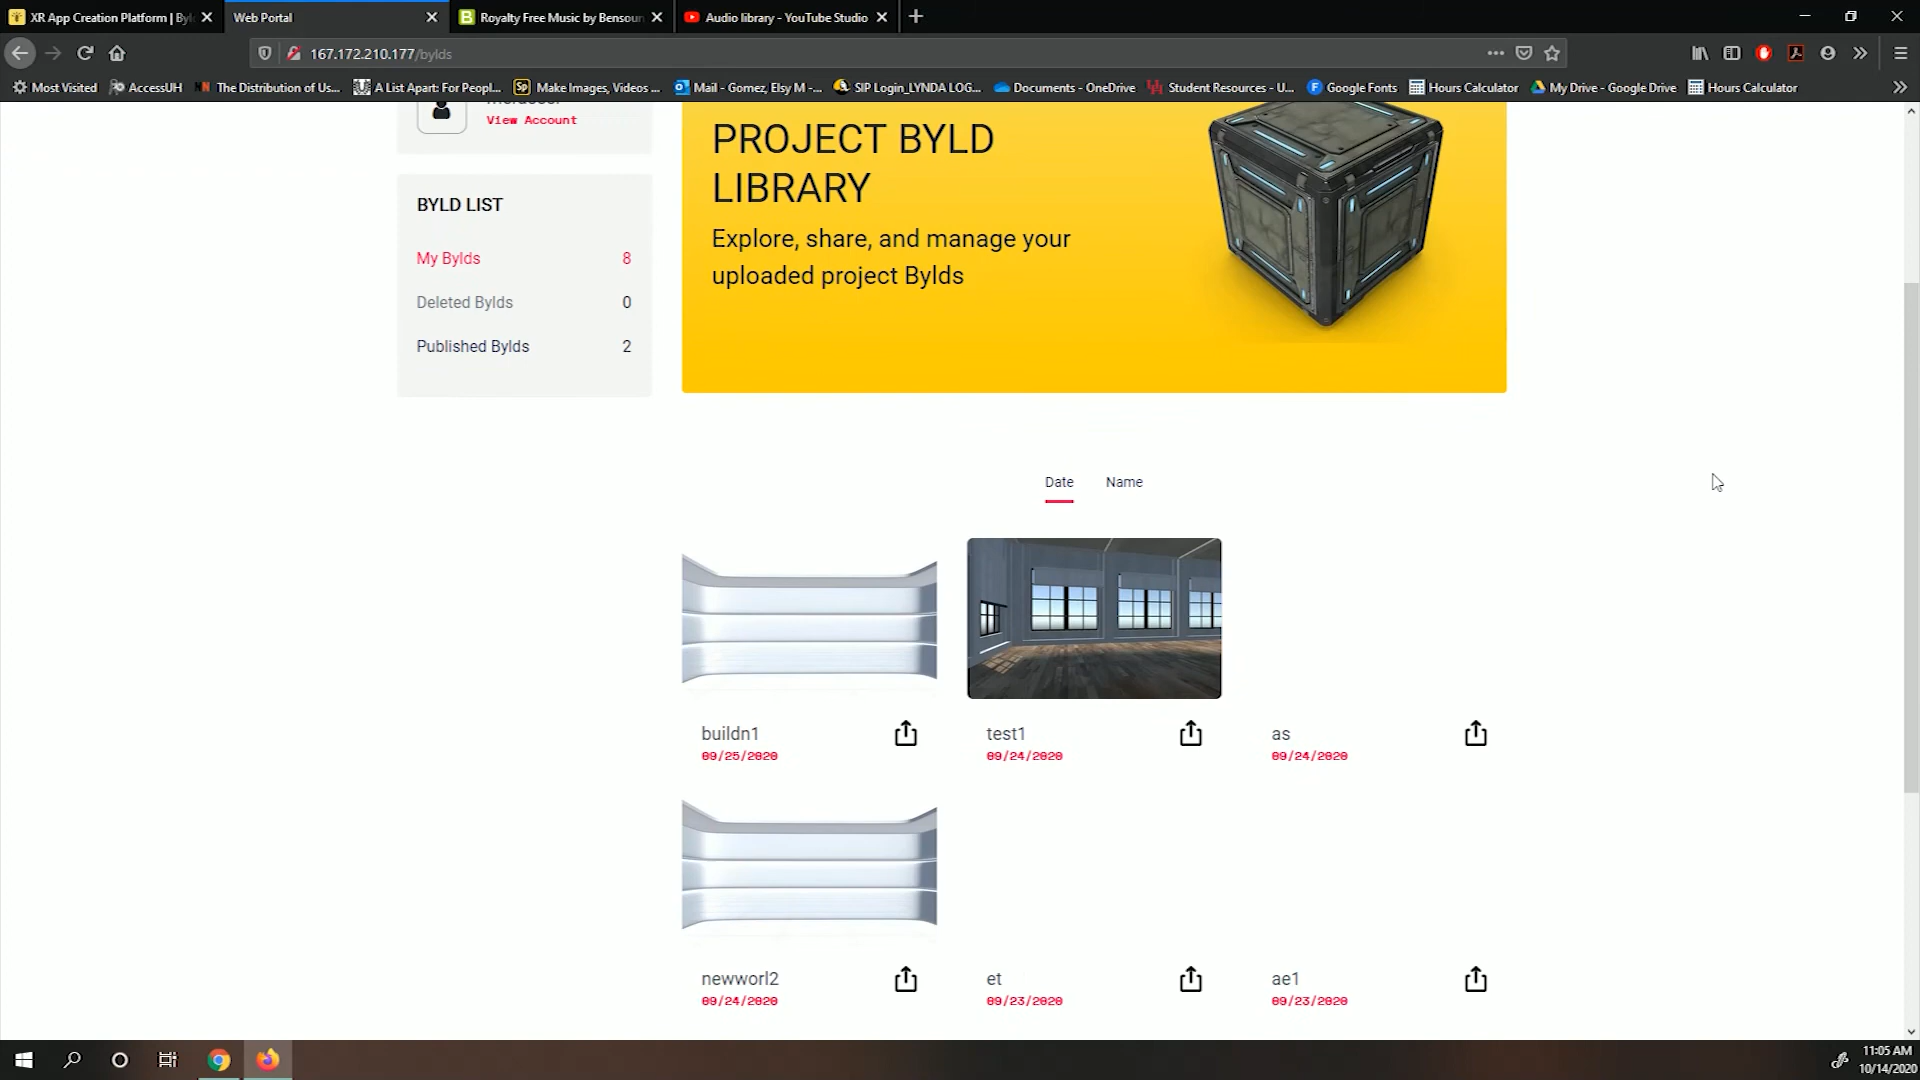 XR App Creation Platform | Byl
Web Portal
Royalty Free Music by Bensoun
Audio library - YouTube Studio
167.172.210.177/bylds
Most Visited
AccessUH
The Distribution of Us...
A List Apart: For Peopl...
Make Images, Videos ...
Mail - Gomez, Elsy M -...
SIP Login_LYNDA LOG...
Documents - OneDrive
Student Resources - U...
Google Fonts
Hours Calculator
My Drive - Google Drive
Hours Calculator
View Account
BYLD LIST
My Bylds 8
Deleted Bylds 0
Published Bylds 2
PROJECT BYLD
LIBRARY
Explore, share, and manage your
uploaded project Bylds
Date Name
buildn1
09/25/2020
test1
09/24/2020
as
09/24/2020
newworl2
09/24/2020
et
09/23/2020
ae1
09/23/2020
11:05 AM
10/14/2020